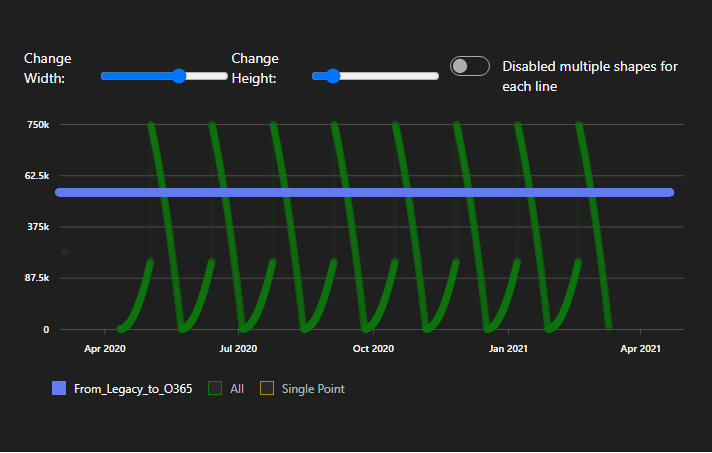 Change
Width:
Change
Height:
Disabled multiple shapes for
each line
750k
62.5k
375k
87.5k
0
Apr 2020
Jul 2020
Oct 2020
Jan 2021
Apr 2021
From_Legacy_to_O365
All
Single Point